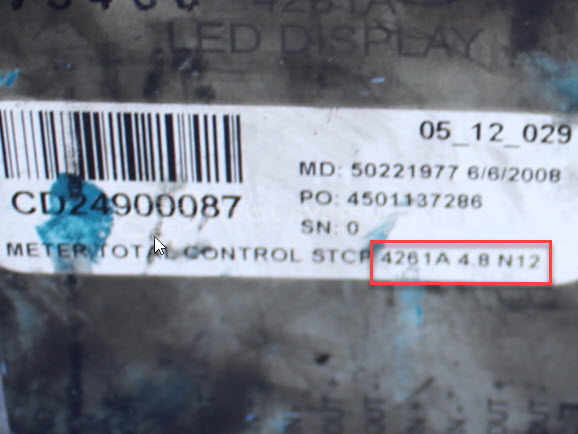 4261A
LED DISPLAY
05_12_029
MD: 50221977 6/6/2008
CD24900087
PO: 4501137286
SN: 0
METER TOTAL CONTROL STCP 4261A 4.8 N12